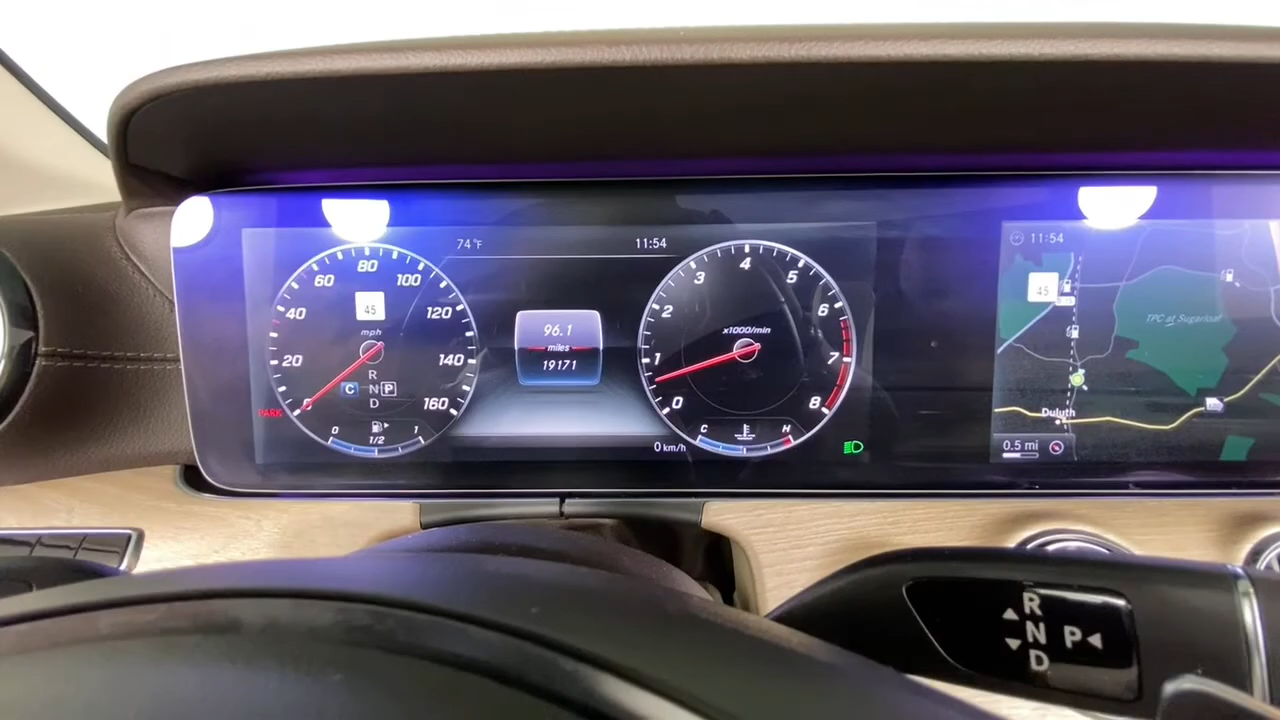 74°F
11:54
20
40
60
80
100
120
140
160
45
mph
R
N
D
C
P
PARK
0
1/2
1
96.1
miles
19171
0
1
2
3
4
5
6
7
8
x1000/min
C
H
0 km/h
11:54
45
TPC at Sugarloaf
Duluth
0.5 mi
R
N
D
P